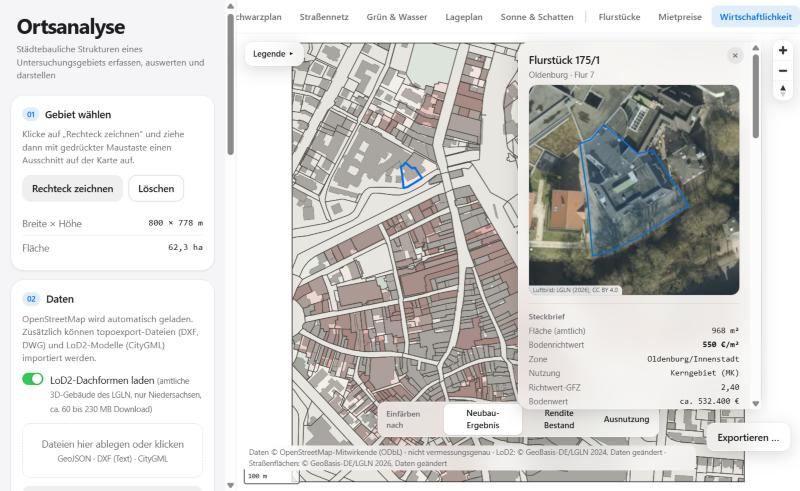 Ortsanalyse
Städtebauliche Strukturen eines
Untersuchungsgebiets erfassen, auswerten und
darstellen
01 Gebiet wählen
Klicke auf „Rechteck zeichnen" und ziehe
dann mit gedrückter Maustaste einen
Ausschnitt auf der Karte auf.
Rechteck zeichnen Löschen
Breite × Höhe 800 × 778 m
Fläche 62,3 ha
02 Daten
OpenStreetMap wird automatisch geladen.
Zusätzlich können topoexport-Dateien (DXF,
DWG) und LoD2-Modelle (CityGML)
importiert werden.
LoD2-Dachformen laden (amtliche
3D-Gebäude des LGLN, nur Niedersachsen,
ca. 60 bis 230 MB Download)
Dateien hier ablegen oder klicken
GeoJSON · DXF (Text) · CityGML
chwarzplan Straßennetz Grün & Wasser Lageplan Sonne & Schatten Flurstücke Mietpreise Wirtschaftlichkeit
Legende ▸
Flurstück 175/1 ×
Oldenburg · Flur 7
Luftbild: LGLN (2026), CC BY 4.0
Steckbrief
Fläche (amtlich) 968 m²
Bodenrichtwert 550 €/m²
Zone Oldenburg/Innenstadt
Nutzung Kerngebiet (MK)
Richtwert-GFZ 2,40
Bodenwert ca. 532.400 €
Einfärben
nach
Neubau-
Ergebnis
Rendite
Bestand
Ausnutzung
Exportieren ...
Daten © OpenStreetMap-Mitwirkende (ODbL) · nicht vermessungsgenau · LoD2: © GeoBasis-DE/LGLN 2024, Daten geändert ·
Straßenflächen: © GeoBasis-DE/LGLN 2026, Daten geändert
100 m